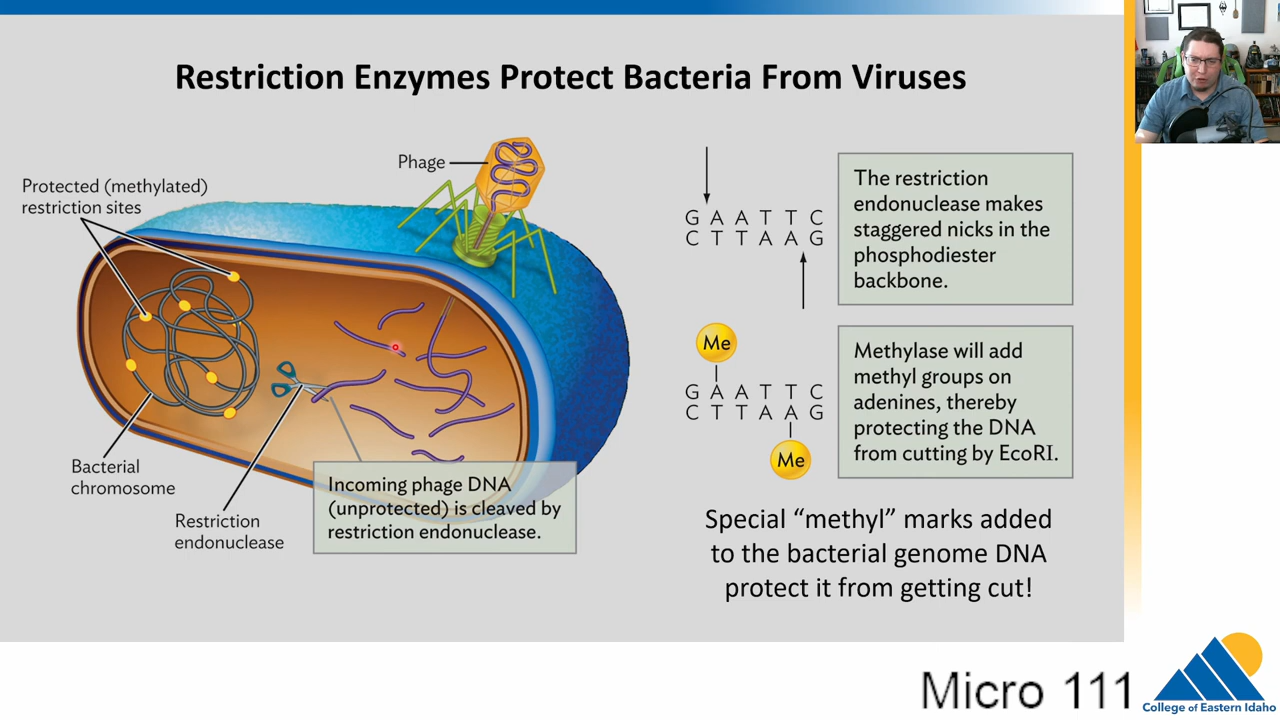 Restriction Enzymes Protect Bacteria From Viruses
Protected (methylated)
restriction sites
Phage
Bacterial
chromosome
Restriction
endonuclease
Incoming phage DNA
(unprotected) is cleaved by
restriction endonuclease.
G A A T T C
C T T A A G
The restriction
endonuclease makes
staggered nicks in the
phosphodiester
backbone.
Me
G A A T T C
C T T A A G
Me
Methylase will add
methyl groups on
adenines, thereby
protecting the DNA
from cutting by EcoRI.
Special “methyl” marks added
to the bacterial genome DNA
protect it from getting cut!
Micro 111
College of Eastern Idaho